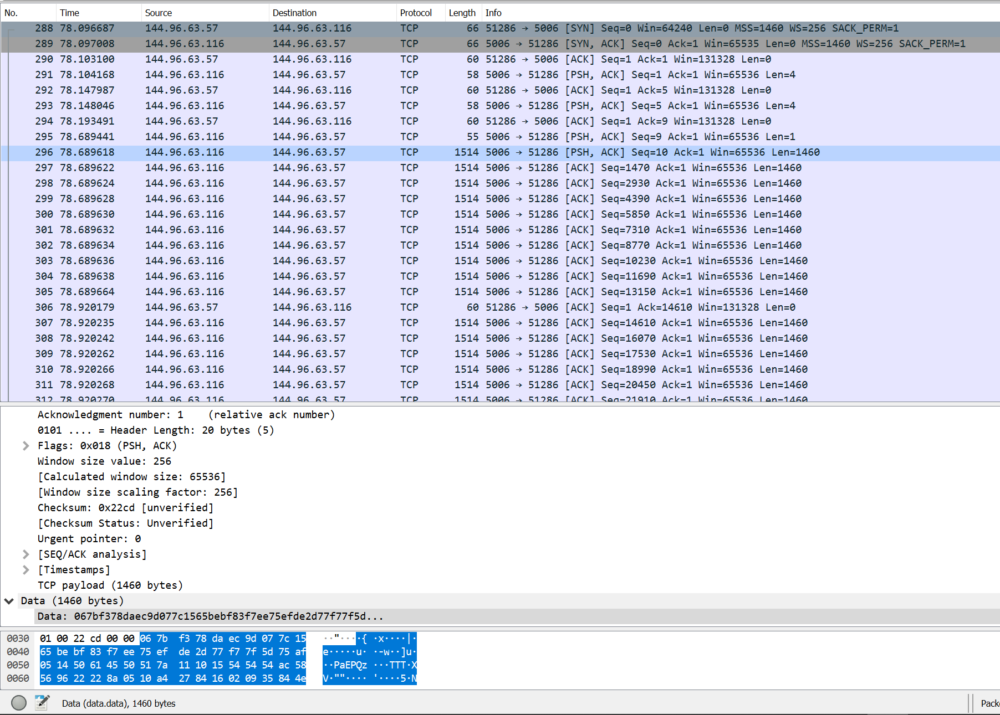 No. Time Source Destination Protocol Length Info
288 78.096687 144.96.63.57 144.96.63.116 TCP 66 51286 → 5006 [SYN] Seq=0 Win=64240 Len=0 MSS=1460 WS=256 SACK_PERM=1
289 78.097008 144.96.63.116 144.96.63.57 TCP 66 5006 → 51286 [SYN, ACK] Seq=0 Ack=1 Win=65535 Len=0 MSS=1460 WS=256 SACK_PERM=1
290 78.103100 144.96.63.57 144.96.63.116 TCP 60 51286 → 5006 [ACK] Seq=1 Ack=1 Win=131328 Len=0
291 78.104168 144.96.63.116 144.96.63.57 TCP 58 5006 → 51286 [PSH, ACK] Seq=1 Ack=1 Win=65536 Len=4
292 78.147987 144.96.63.57 144.96.63.116 TCP 60 51286 → 5006 [ACK] Seq=1 Ack=5 Win=131328 Len=0
293 78.148046 144.96.63.116 144.96.63.57 TCP 58 5006 → 51286 [PSH, ACK] Seq=5 Ack=1 Win=65536 Len=4
294 78.193491 144.96.63.57 144.96.63.116 TCP 60 51286 → 5006 [ACK] Seq=1 Ack=9 Win=131328 Len=0
295 78.689441 144.96.63.116 144.96.63.57 TCP 55 5006 → 51286 [PSH, ACK] Seq=9 Ack=1 Win=65536 Len=1
296 78.689618 144.96.63.116 144.96.63.57 TCP 1514 5006 → 51286 [PSH, ACK] Seq=10 Ack=1 Win=65536 Len=1460
297 78.689622 144.96.63.116 144.96.63.57 TCP 1514 5006 → 51286 [ACK] Seq=1470 Ack=1 Win=65536 Len=1460
298 78.689624 144.96.63.116 144.96.63.57 TCP 1514 5006 → 51286 [ACK] Seq=2930 Ack=1 Win=65536 Len=1460
299 78.689628 144.96.63.116 144.96.63.57 TCP 1514 5006 → 51286 [ACK] Seq=4390 Ack=1 Win=65536 Len=1460
300 78.689630 144.96.63.116 144.96.63.57 TCP 1514 5006 → 51286 [ACK] Seq=5850 Ack=1 Win=65536 Len=1460
301 78.689632 144.96.63.116 144.96.63.57 TCP 1514 5006 → 51286 [ACK] Seq=7310 Ack=1 Win=65536 Len=1460
302 78.689634 144.96.63.116 144.96.63.57 TCP 1514 5006 → 51286 [ACK] Seq=8770 Ack=1 Win=65536 Len=1460
303 78.689636 144.96.63.116 144.96.63.57 TCP 1514 5006 → 51286 [ACK] Seq=10230 Ack=1 Win=65536 Len=1460
304 78.689638 144.96.63.116 144.96.63.57 TCP 1514 5006 → 51286 [ACK] Seq=11690 Ack=1 Win=65536 Len=1460
305 78.689664 144.96.63.116 144.96.63.57 TCP 1514 5006 → 51286 [ACK] Seq=13150 Ack=1 Win=65536 Len=1460
306 78.920179 144.96.63.57 144.96.63.116 TCP 60 51286 → 5006 [ACK] Seq=1 Ack=14610 Win=131328 Len=0
307 78.920235 144.96.63.116 144.96.63.57 TCP 1514 5006 → 51286 [ACK] Seq=14610 Ack=1 Win=65536 Len=1460
308 78.920242 144.96.63.116 144.96.63.57 TCP 1514 5006 → 51286 [ACK] Seq=16070 Ack=1 Win=65536 Len=1460
309 78.920262 144.96.63.116 144.96.63.57 TCP 1514 5006 → 51286 [ACK] Seq=17530 Ack=1 Win=65536 Len=1460
310 78.920266 144.96.63.116 144.96.63.57 TCP 1514 5006 → 51286 [ACK] Seq=18990 Ack=1 Win=65536 Len=1460
311 78.920268 144.96.63.116 144.96.63.57 TCP 1514 5006 → 51286 [ACK] Seq=20450 Ack=1 Win=65536 Len=1460
312 78.920270 144.96.63.116 144.96.63.57 TCP 1514 5006 → 51286 [ACK] Seq=21910 Ack=1 Win=65536 Len=1460
Acknowledgment number: 1 (relative ack number)
0101 .... = Header Length: 20 bytes (5)
Flags: 0x018 (PSH, ACK)
Window size value: 256
[Calculated window size: 65536]
[Window size scaling factor: 256]
Checksum: 0x22cd [unverified]
[Checksum Status: Unverified]
Urgent pointer: 0
[SEQ/ACK analysis]
[Timestamps]
TCP payload (1460 bytes)
Data (1460 bytes)
Data: 067bf378daec9d077c1565bebf83f7ee75efde2d77f77f5d...
0030 01 00 22 cd 00 00 06 7b f3 78 da ec 9d 07 7c 15 ··"····{ ·x····|·
0040 65 be bf 83 f7 ee 75 ef de 2d 77 f7 7f 5d 75 af e·····u· ·-w··]u·
0050 05 14 50 61 45 50 51 7a 11 10 15 54 54 54 ac 58 ··PaEPQz ···TTT·X
0060 56 96 22 22 8a 05 10 a4 27 84 16 02 09 35 84 4e V·""···· '····5·N
Data (data.data), 1460 bytes
Pack